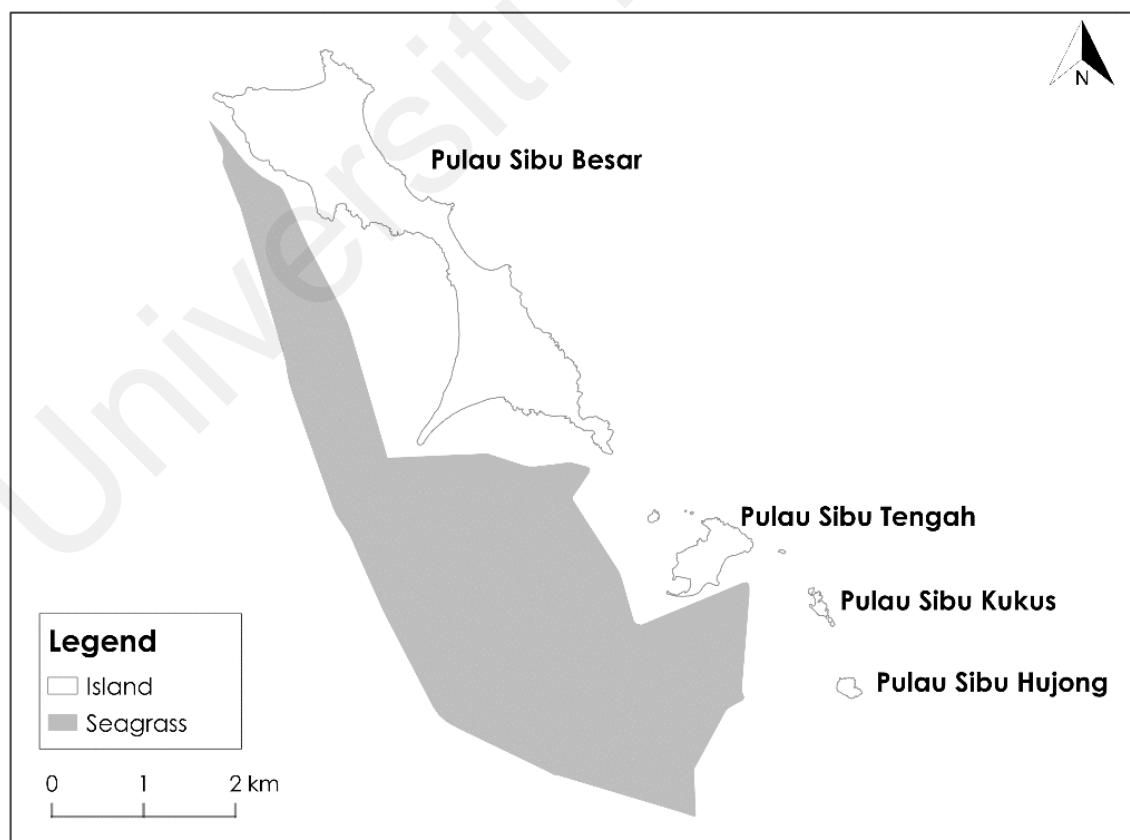 Universiti
N
Pulau Sibu Besar
Pulau Sibu Tengah
Pulau Sibu Kukus
Pulau Sibu Hujong
Legend
Island
Seagrass
0 1 2 km